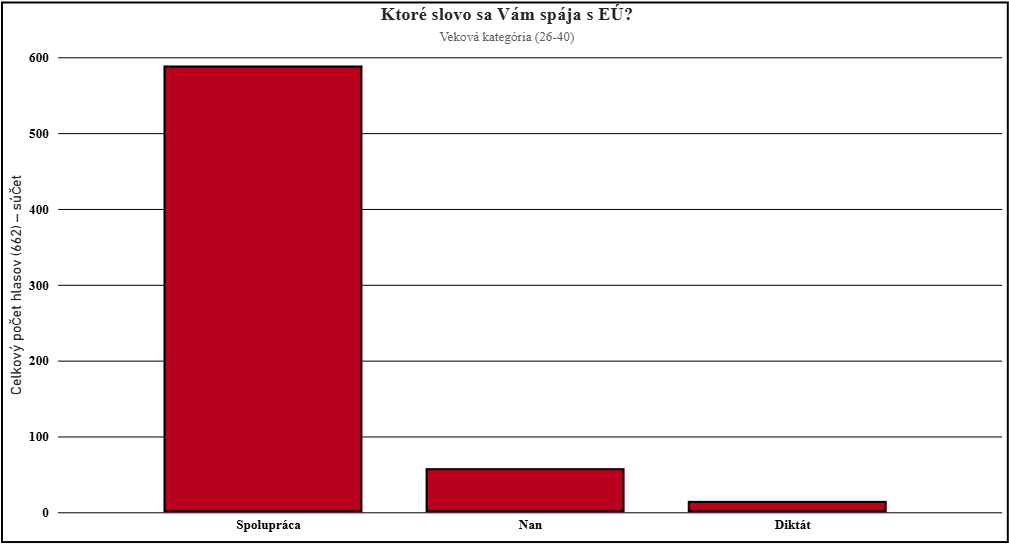 Ktoré slovo sa Vám spája s EÚ?
Veková kategória (26-40)
Celkový počet hlasov (662) – súčet
600
500
400
300
200
100
0
Spolupráca
Nan
Diktát